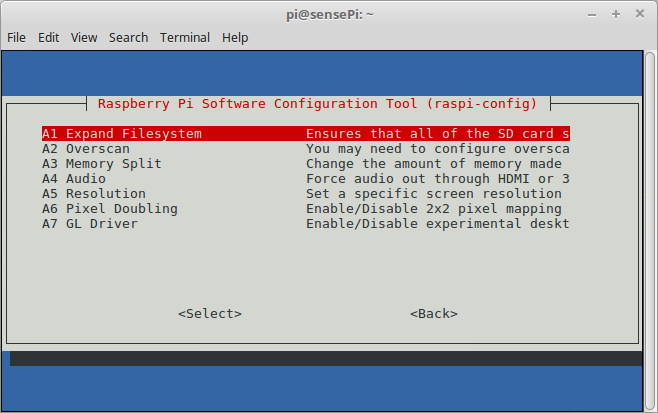 pi@sensePi: ~
File Edit View Search Terminal Help
Raspberry Pi Software Configuration Tool (raspi-config)
A1 Expand Filesystem Ensures that all of the SD card s
A2 Overscan You may need to configure oversca
A3 Memory Split Change the amount of memory made
A4 Audio Force audio out through HDMI or 3
A5 Resolution Set a specific screen resolution
A6 Pixel Doubling Enable/Disable 2x2 pixel mapping
A7 GL Driver Enable/Disable experimental deskt
<Select> <Back>